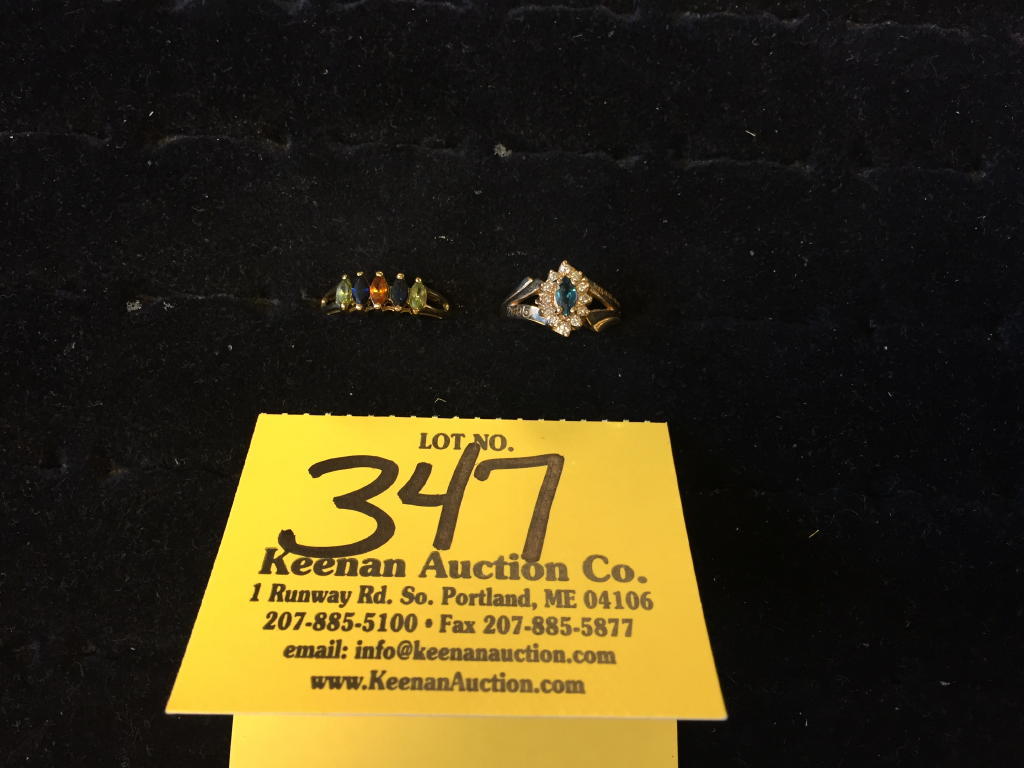 LOT NO.
347
Keenan Auction Co.
1 Runway Rd. So. Portland, ME 04106
207-885-5100 • Fax 207-885-5877
email: info@keenanauction.com
www.KeenanAuction.com